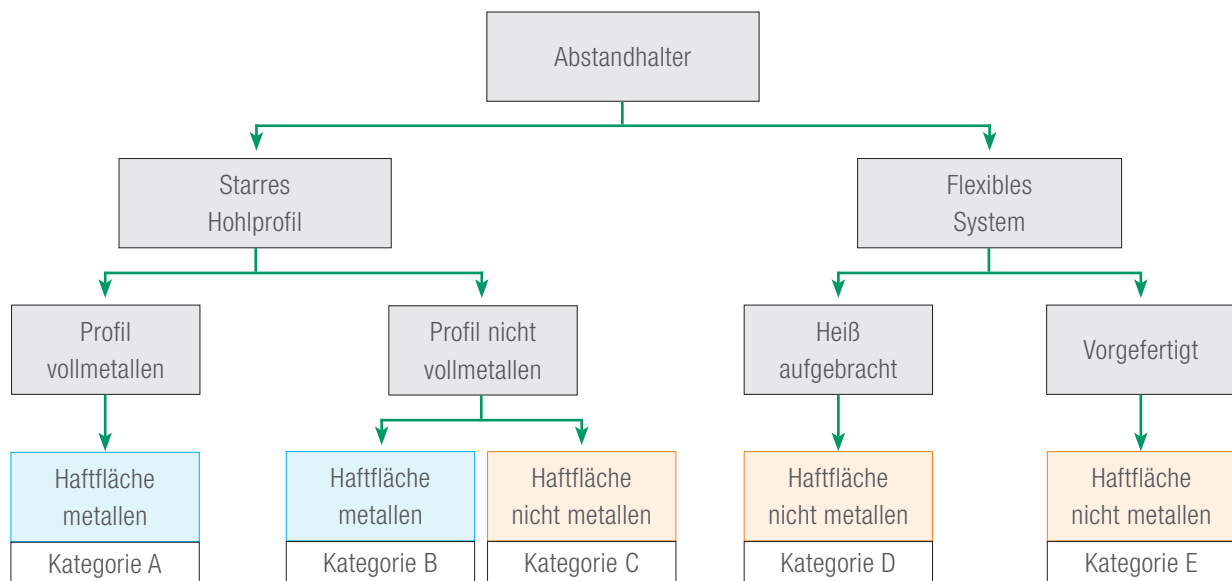 Abstandhalter
Starres
Hohlprofil
Flexibles
System
Profil
vollmetallen
Profil nicht
vollmetallen
Heiß
aufgebracht
Vorgefertigt
Haftfläche
metallen
Haftfläche
metallen
Haftfläche
nicht metallen
Haftfläche
nicht metallen
Haftfläche
nicht metallen
Kategorie A
Kategorie B
Kategorie C
Kategorie D
Kategorie E